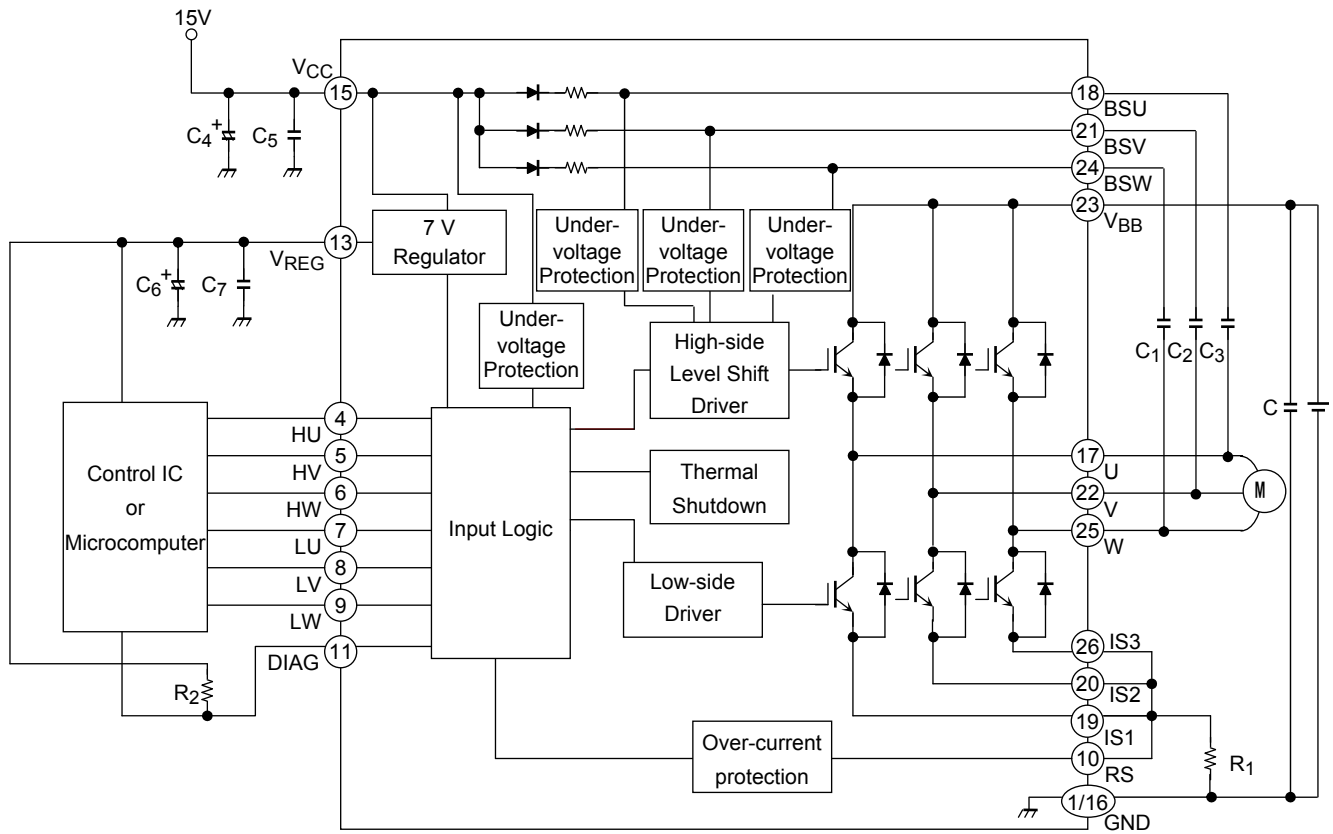 15V
VCC
15
C4
+
C5
18
BSU
21
BSV
24
BSW
23
VBB
13
VREG
7 V
Regulator
C6
+
C7
Under-
voltage
Protection
Under-
voltage
Protection
Under-
voltage
Protection
Under-
voltage
Protection
High-side
Level Shift
Driver
C1
C2
C3
C
Control IC
or
Microcomputer
4
HU
5
HV
6
HW
7
LU
8
LV
9
LW
11
DIAG
Input Logic
Thermal
Shutdown
Low-side
Driver
17
U
22
V
25
W
M
26
IS3
20
IS2
19
IS1
10
RS
1/16
GND
R2
Over-current
protection
R1